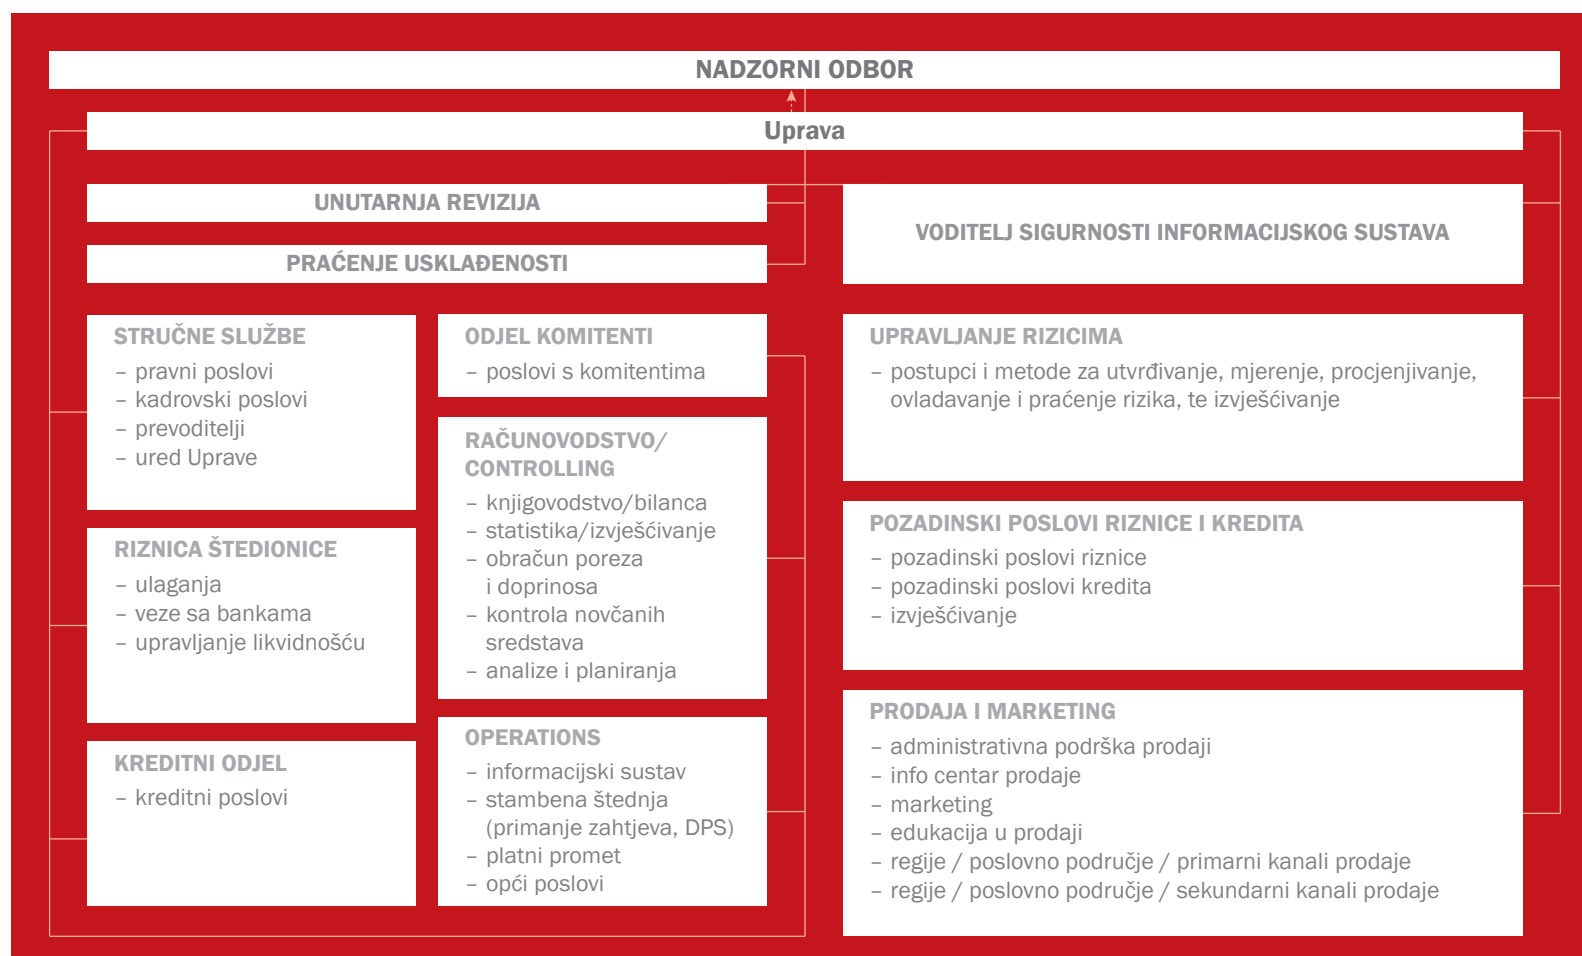 NADZORNI ODBOR
Uprava
UNUTARNJA REVIZIJA
PRAĆENJE USKLAĐENOSTI
VODITELJ SIGURNOSTI INFORMACIJSKOG SUSTAVA
STRUČNE SLUŽBE
– pravni poslovi
– kadrovski poslovi
– prevoditelji
– ured Uprave
RIZNICA ŠTEDIONICE
– ulaganja
– veze sa bankama
– upravljanje likvidnošću
KREDITNI ODJEL
– kreditni poslovi
ODJEL KOMITENTI
– poslovi s komitentima
RAČUNOVODSTVO/
CONTROLLING
– knjigovodstvo/bilanca
– statistika/izvješćivanje
– obračun poreza
i doprinosa
– kontrola novčanih
sredstava
– analize i planiranja
OPERATIONS
– informacijski sustav
– stambena štednja
(primanje zahtjeva, DPS)
– platni promet
– opći poslovi
UPRAVLJANJE RIZICIMA
– postupci i metode za utvrđivanje, mjerenje, procjenjivanje,
ovladavanje i praćenje rizika, te izvješćivanje
POZADINSKI POSLOVI RIZNICE I KREDITA
– pozadinski poslovi riznice
– pozadinski poslovi kredita
– izvješćivanje
PRODAJA I MARKETING
– administrativna podrška prodaji
– info centar prodaje
– marketing
– edukacija u prodaji
– regije / poslovno područje / primarni kanali prodaje
– regije / poslovno područje / sekundarni kanali prodaje